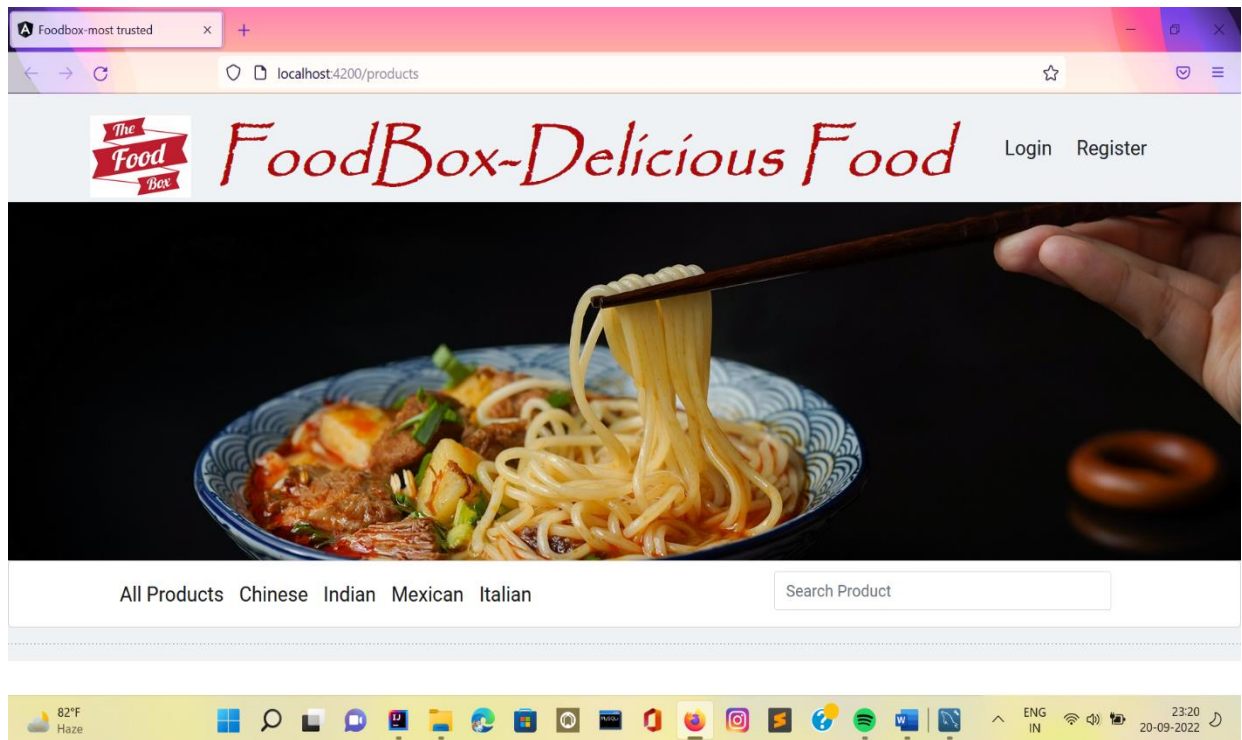 Foodbox-most trusted
localhost:4200/products
The
Food
Box
FoodBox-Delicious Food
Login Register
All Products Chinese Indian Mexican Italian
Search Product
82°F
Haze
ENG
IN
23:20
20-09-2022